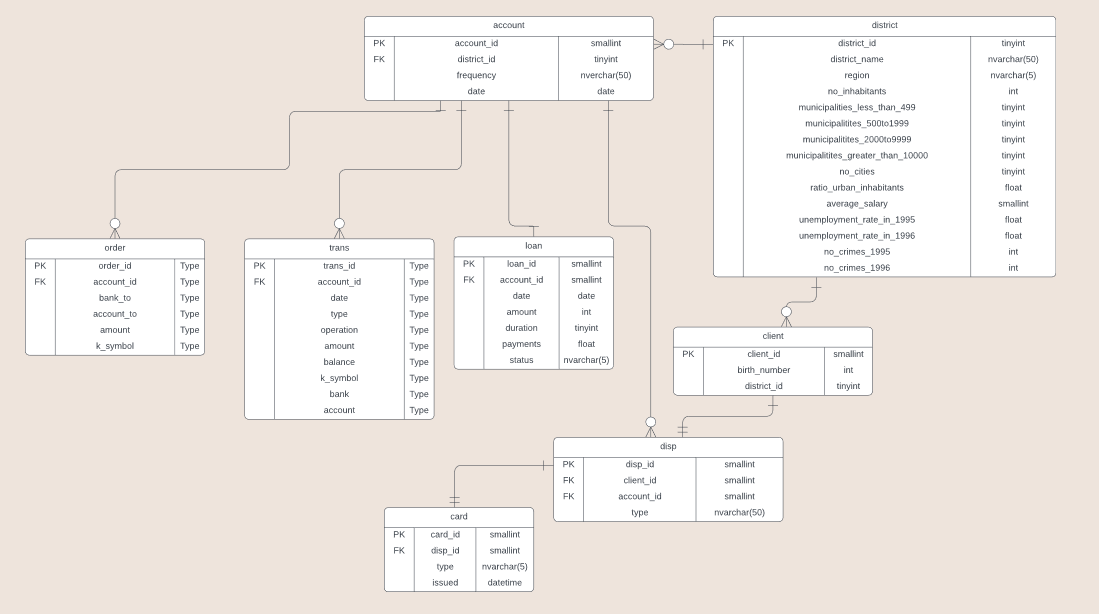 account
PK account_id smallint
FK district_id tinyint
frequency nverchar(50)
date date
district
PK district_id tinyint
district_name nvarchar(50)
region nvarchar(5)
no_inhabitants int
municipalities_less_than_499 tinyint
municipalitites_500to1999 tinyint
municipalitites_2000to9999 tinyint
municipalitites_greater_than_10000 tinyint
no_cities tinyint
ratio_urban_inhabitants float
average_salary smallint
unemployment_rate_in_1995 float
unemployment_rate_in_1996 float
no_crimes_1995 int
no_crimes_1996 int
order
PK order_id Type
FK account_id Type
bank_to Type
account_to Type
amount Type
k_symbol Type
trans
PK trans_id Type
FK account_id Type
date Type
type Type
operation Type
amount Type
balance Type
k_symbol Type
bank Type
account Type
loan
PK loan_id smallint
FK account_id smallint
date date
amount int
duration tinyint
payments float
status nvarchar(5)
client
PK client_id smallint
birth_number int
district_id tinyint
disp
PK disp_id smallint
FK client_id smallint
FK account_id smallint
type nvarchar(50)
card
PK card_id smallint
FK disp_id smallint
type nvarchar(5)
issued datetime